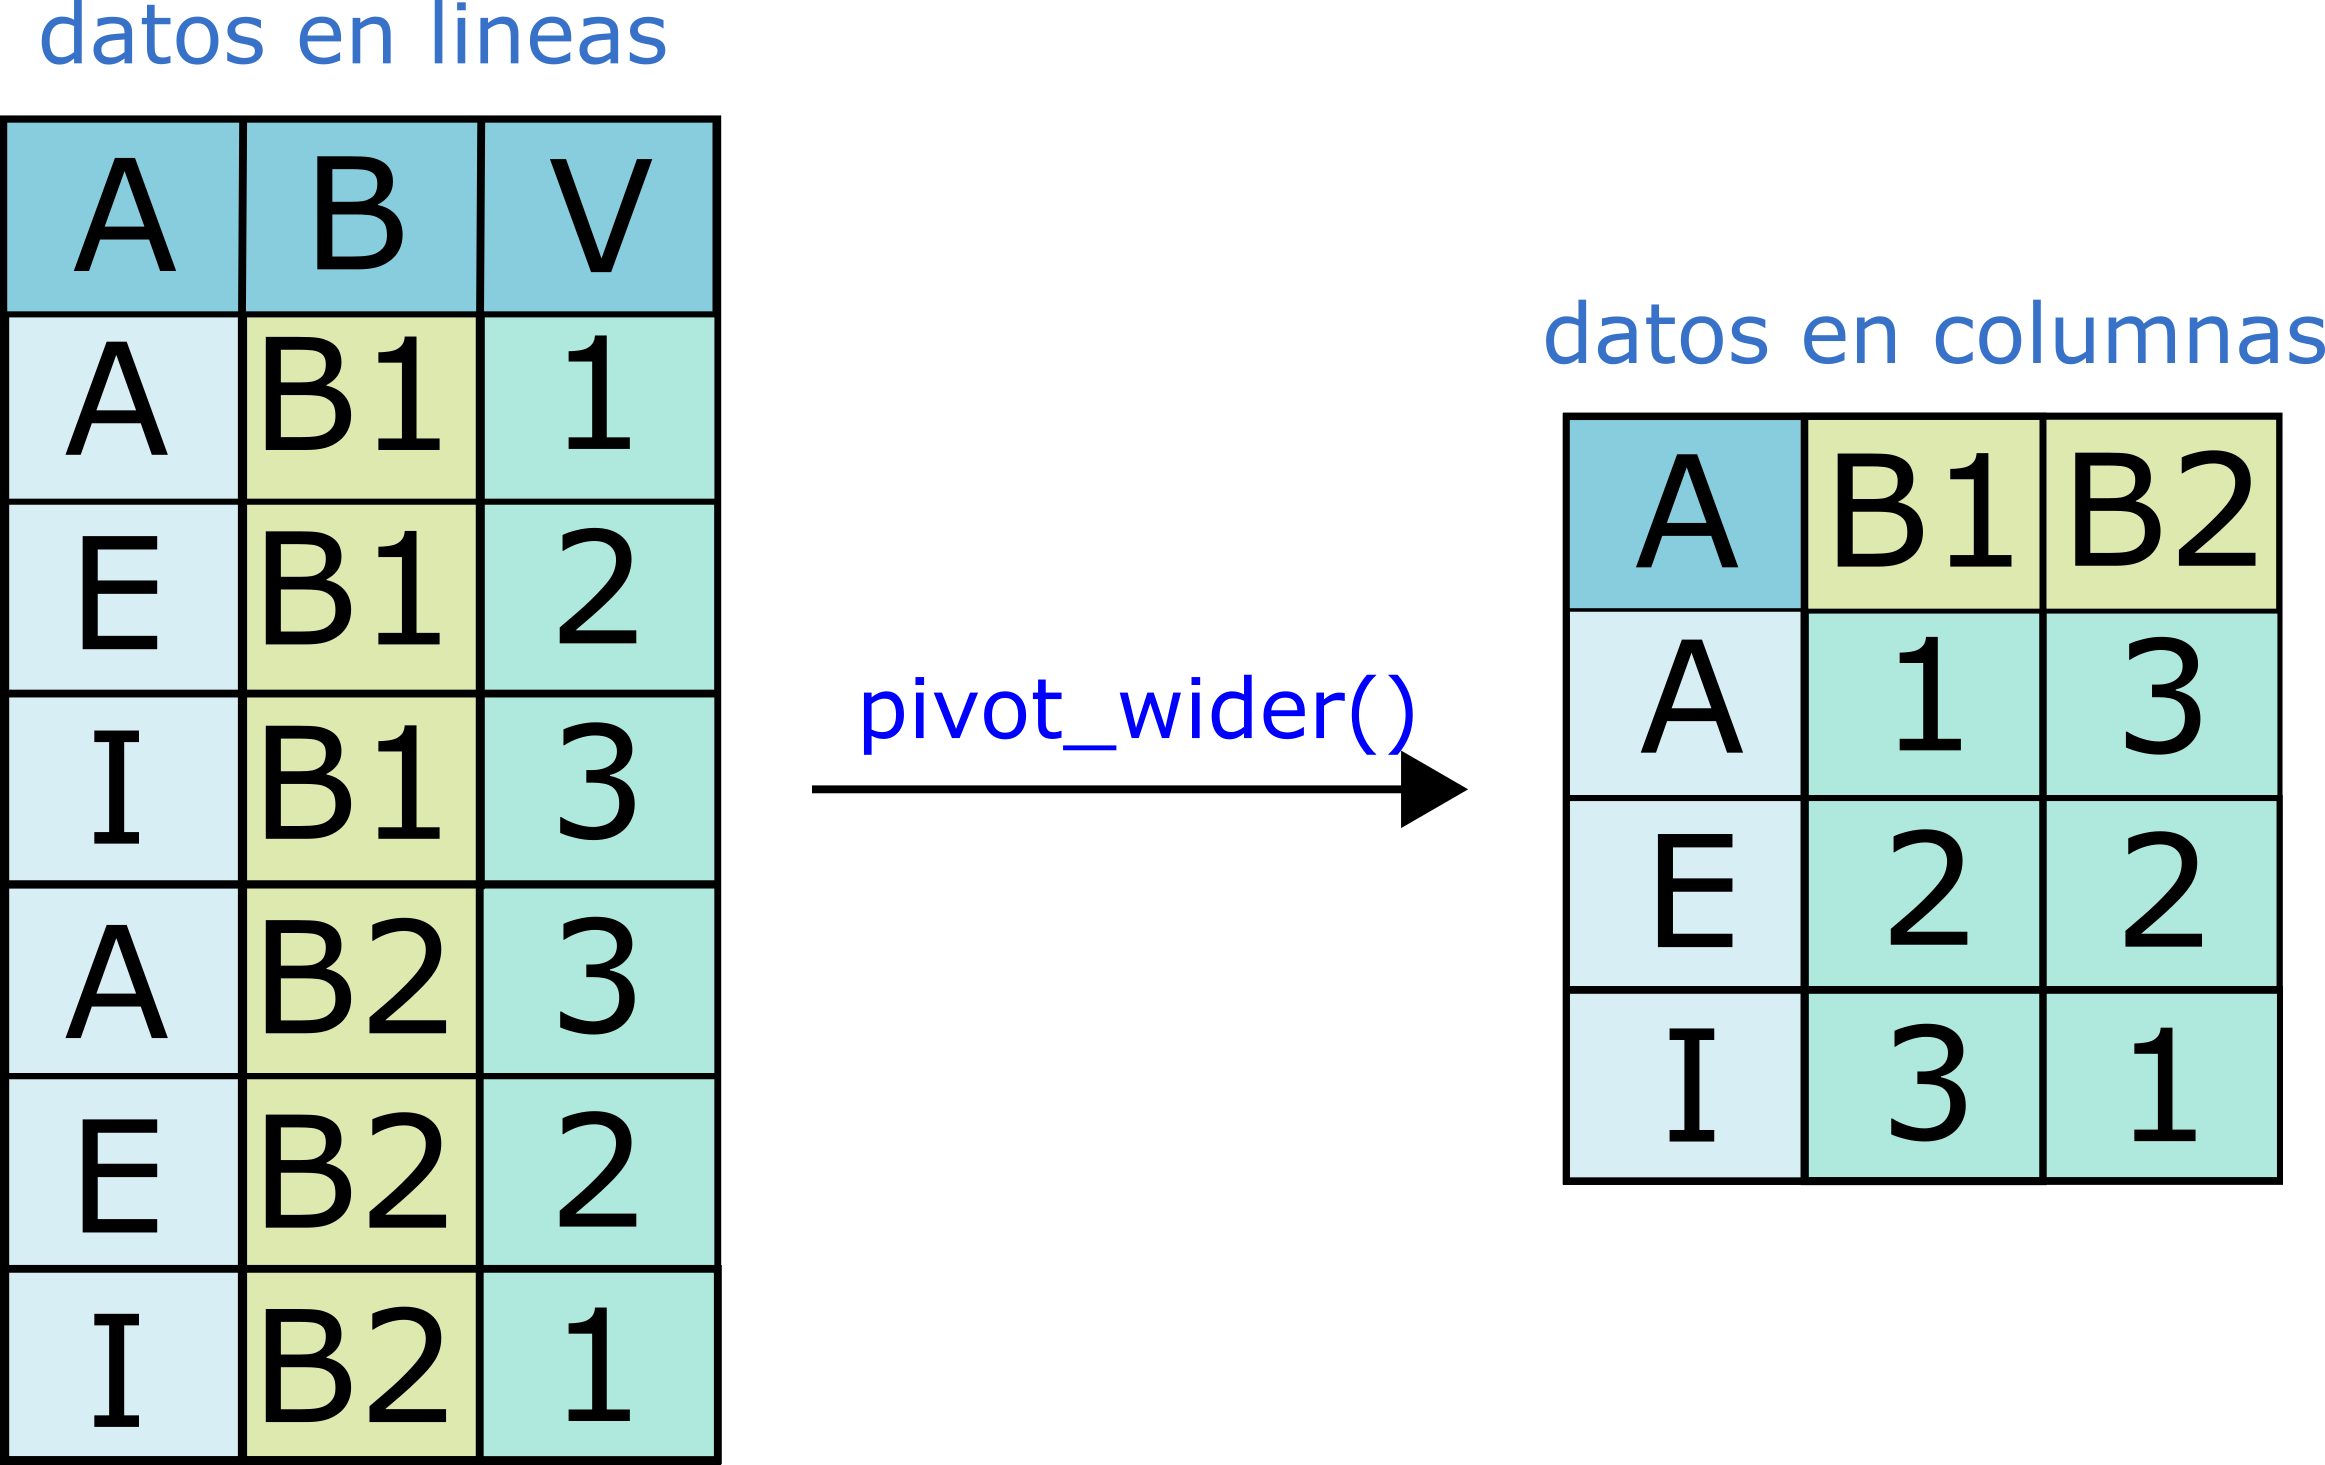 datos en lineas
A B V
A B1 1
E B1 2
I B1 3
A B2 3
E B2 2
I B2 1
pivot_wider()
datos en columnas
A B1 B2
A 1 3
E 2 2
I 3 1